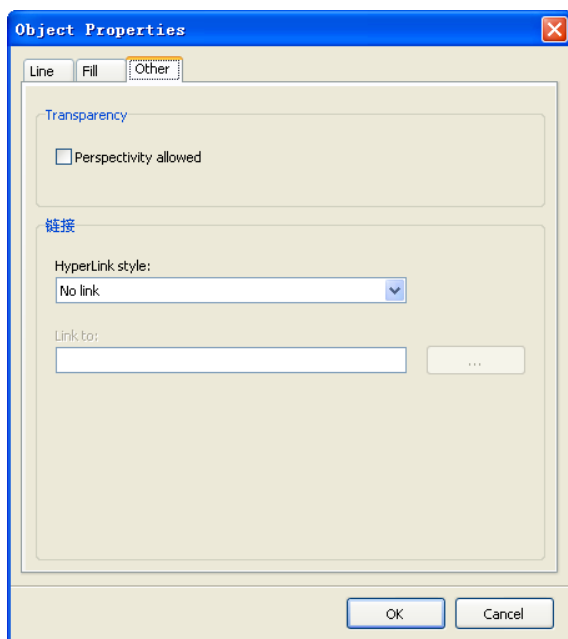 Object Properties
Line Fill Other
Transparency
Perspectivity allowed
链接
HyperLink style:
No link
Link to:
...
OK Cancel